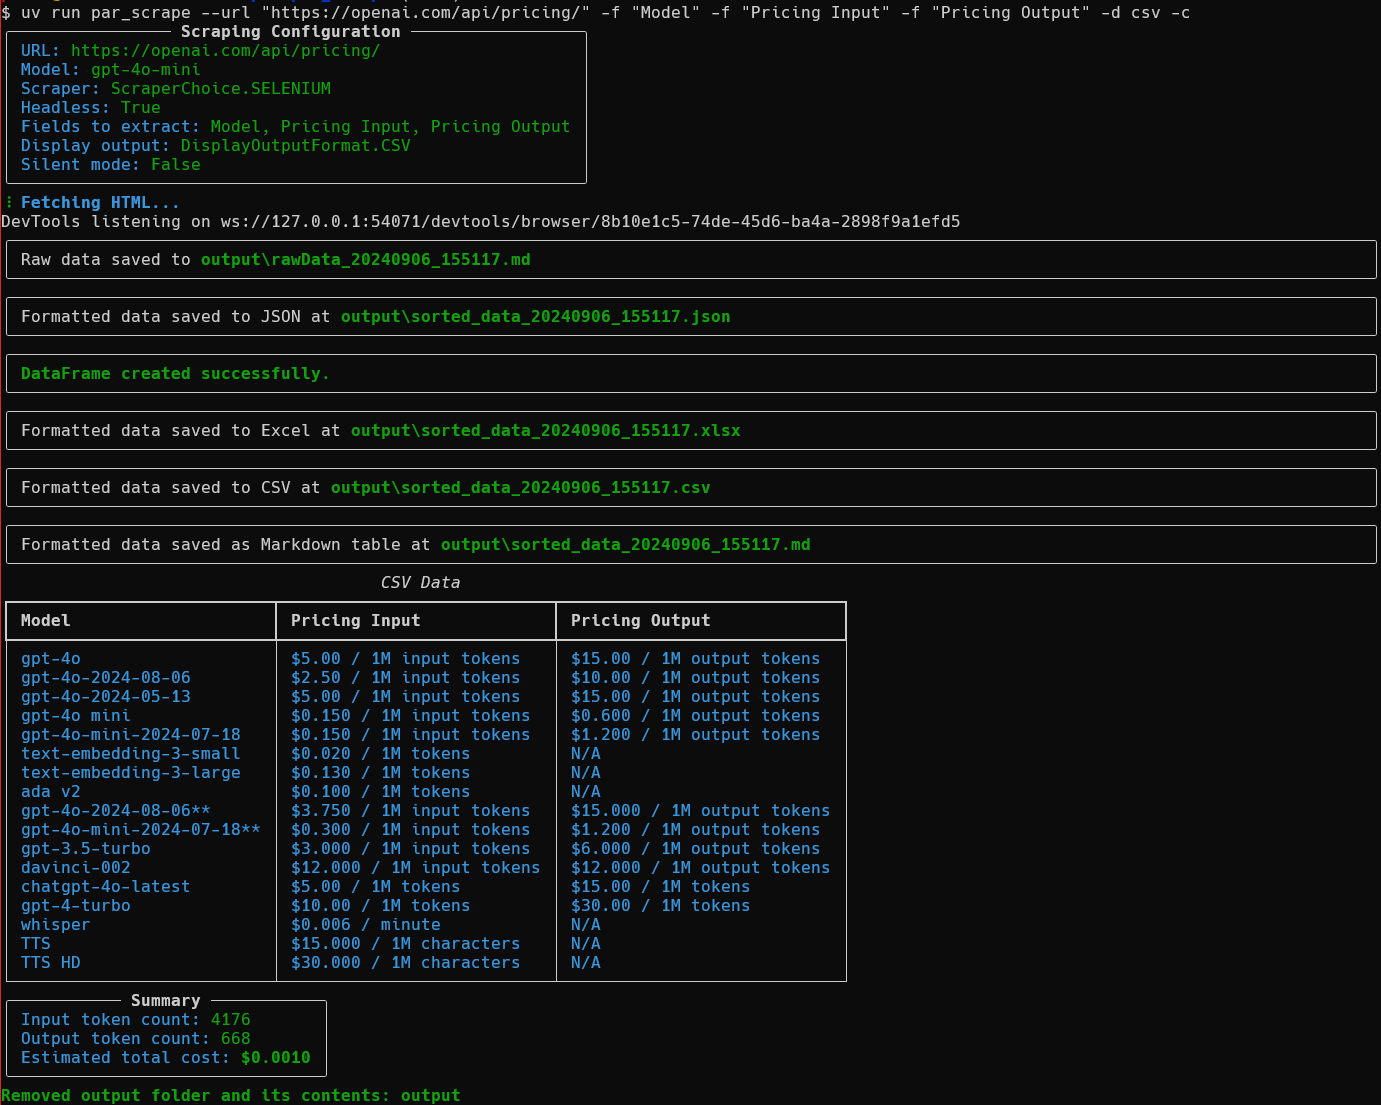 $ uv run par_scrape --url "https://openai.com/api/pricing/" -f "Model" -f "Pricing Input" -f "Pricing Output" -d csv -c
Scraping Configuration
URL: https://openai.com/api/pricing/
Model: gpt-4o-mini
Scraper: ScraperChoice.SELENIUM
Headless: True
Fields to extract: Model, Pricing Input, Pricing Output
Display output: DisplayOutputFormat.CSV
Silent mode: False
Fetching HTML...
DevTools listening on ws://127.0.0.1:54071/devtools/browser/8b10e1c5-74de-45d6-ba4a-2898f9a1efd5
Raw data saved to output\rawData_20240906_155117.md
Formatted data saved to JSON at output\sorted_data_20240906_155117.json
DataFrame created successfully.
Formatted data saved to Excel at output\sorted_data_20240906_155117.xlsx
Formatted data saved to CSV at output\sorted_data_20240906_155117.csv
Formatted data saved as Markdown table at output\sorted_data_20240906_155117.md
CSV Data
Model Pricing Input Pricing Output
gpt-4o $5.00 / 1M input tokens $15.00 / 1M output tokens
gpt-4o-2024-08-06 $2.50 / 1M input tokens $10.00 / 1M output tokens
gpt-4o-2024-05-13 $5.00 / 1M input tokens $15.00 / 1M output tokens
gpt-4o mini $0.150 / 1M input tokens $0.600 / 1M output tokens
gpt-4o-mini-2024-07-18 $0.150 / 1M input tokens $1.200 / 1M output tokens
text-embedding-3-small $0.020 / 1M tokens N/A
text-embedding-3-large $0.130 / 1M tokens N/A
ada v2 $0.100 / 1M tokens N/A
gpt-4o-2024-08-06** $3.750 / 1M input tokens $15.000 / 1M output tokens
gpt-4o-mini-2024-07-18** $0.300 / 1M input tokens $1.200 / 1M output tokens
gpt-3.5-turbo $3.000 / 1M input tokens $6.000 / 1M output tokens
davinci-002 $12.000 / 1M input tokens $12.000 / 1M output tokens
chatgpt-4o-latest $5.00 / 1M tokens $15.00 / 1M tokens
gpt-4-turbo $10.00 / 1M tokens $30.00 / 1M tokens
whisper $0.006 / minute N/A
TTS $15.000 / 1M characters N/A
TTS HD $30.000 / 1M characters N/A
Summary
Input token count: 4176
Output token count: 668
Estimated total cost: $0.0010
Removed output folder and its contents: output